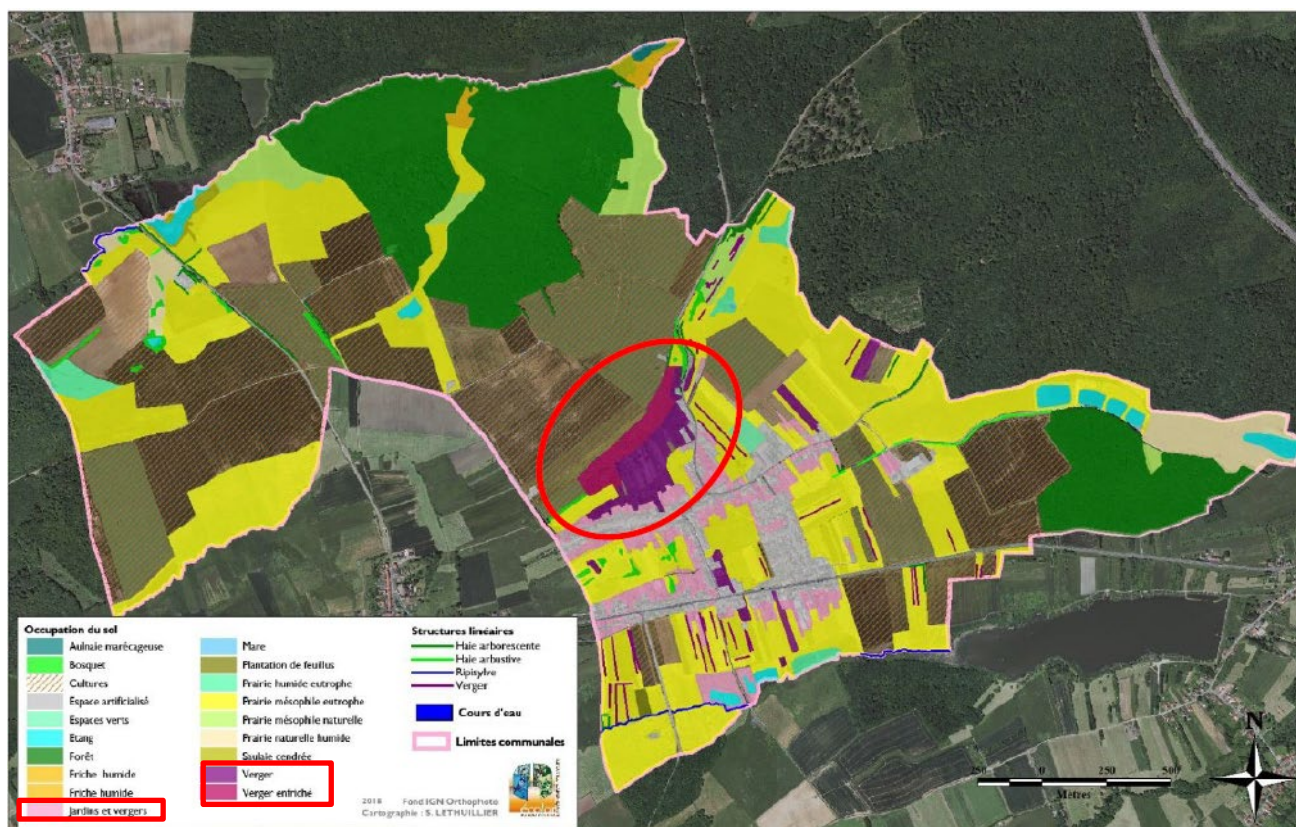 N
250 0 250 500
Metres
Occupation du sol
Aulnaie marécageuse
Bosquet
Cultures
Espace artificialisé
Espaces verts
Etang
Forêt
Friche humide
Friche humide
Jardins et vergers
Mare
Plantation de feuillus
Prairie humide eutrophe
Prairie mésophile eutrophe
Prairie mésophile naturelle
Prairie naturelle humide
Saulaie cendrée
Verger
Verger enfriché
Structures linéaires
Haie arborescente
Haie arbustive
Ripisylve
Verger
Cours d'eau
Limites communales
2018 Fond IGN Orthophoto
Cartographie : S. LETHUILLIER